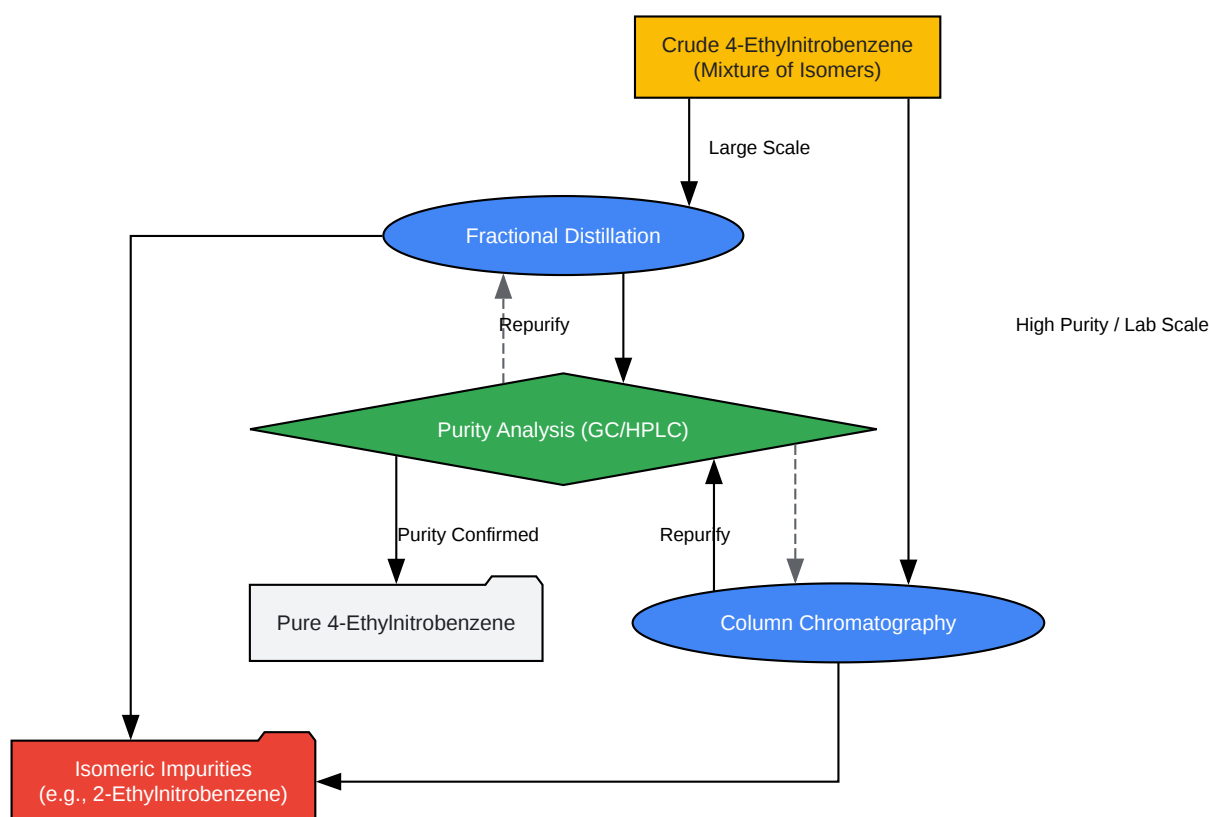 Crude 4-Ethylnitrobenzene
(Mixture of Isomers)
Large Scale
Fractional Distillation
Repurify
High Purity / Lab Scale
Purity Analysis (GC/HPLC)
Purity Confirmed
Repurify
Pure 4-Ethylnitrobenzene
Column Chromatography
Isomeric Impurities
(e.g., 2-Ethylnitrobenzene)